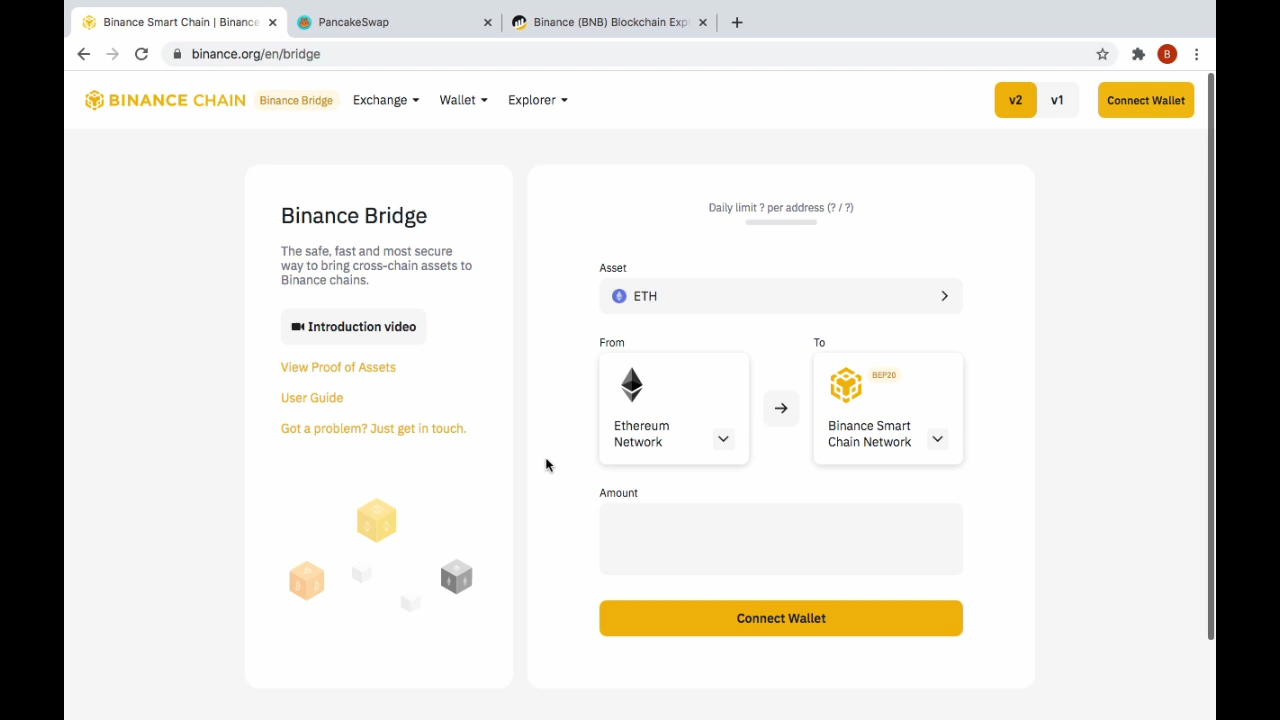 Binance Smart Chain | Binance
PancakeSwap
Binance (BNB) Blockchain Exp
binance.org/en/bridge
B
BINANCE CHAIN
Binance Bridge
Exchange
Wallet
Explorer
v2
v1
Connect Wallet
Binance Bridge
The safe, fast and most secure
way to bring cross-chain assets to
Binance chains.
Introduction video
View Proof of Assets
User Guide
Got a problem? Just get in touch.
Daily limit ? per address (? / ?)
Asset
ETH
From
To
BEP20
Ethereum
Network
Binance Smart
Chain Network
Amount
Connect Wallet